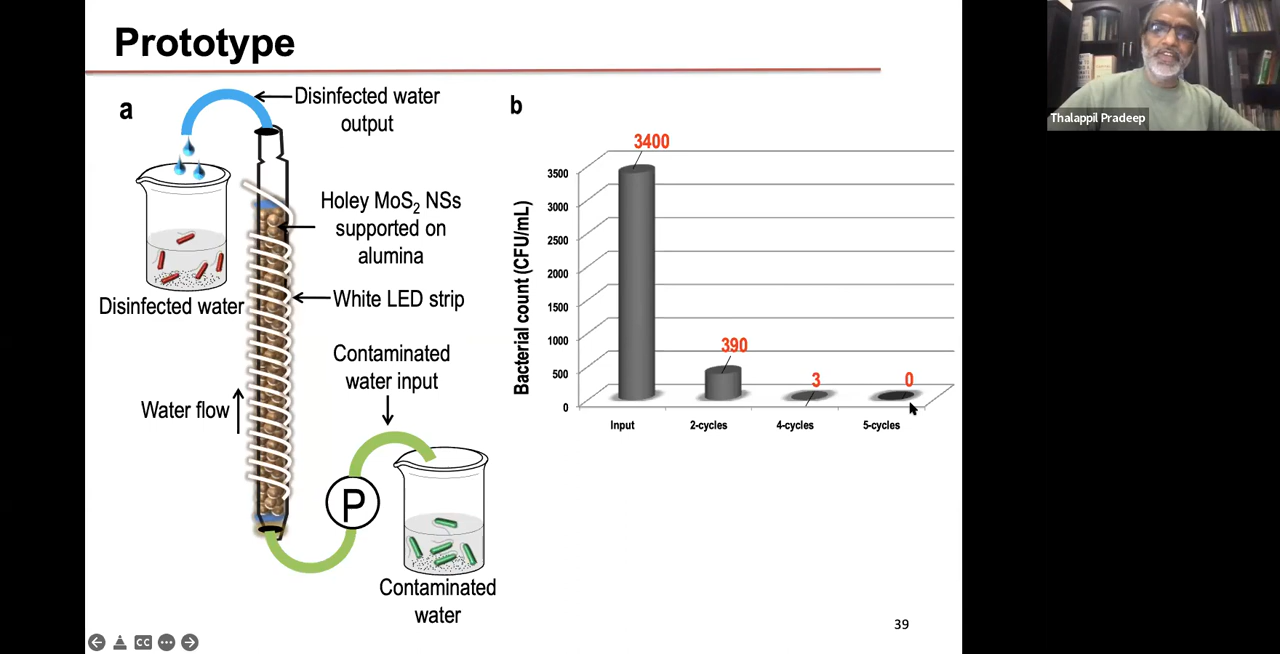 Prototype
a
Disinfected water
output
Holey MoS₂ NSs
supported on
alumina
Disinfected water
White LED strip
Contaminated
water input
Water flow
P
Contaminated
water
b
Bacterial count (CFU/mL)
3500
3000
2500
2000
1500
1000
500
0
3400
390
3
0
Input
2-cycles
4-cycles
5-cycles
39
CC
Thalappil Pradeep